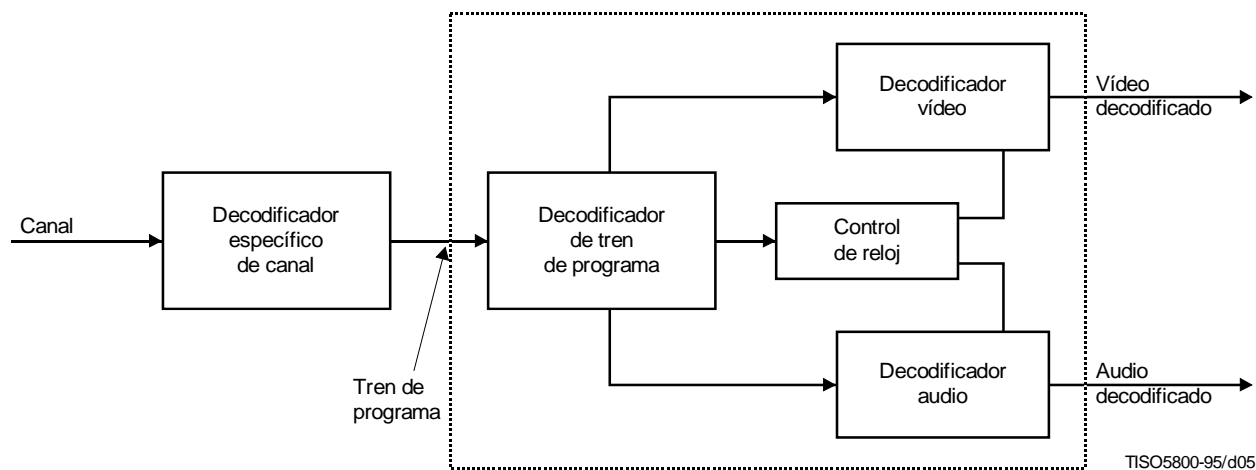 Canal
Decodificador
específico
de canal
Tren de
programa
Decodificador
de tren
de programa
Control
de reloj
Decodificador
vídeo
Vídeo
decodificado
Decodificador
audio
Audio
decodificado
TISO5800-95/d05